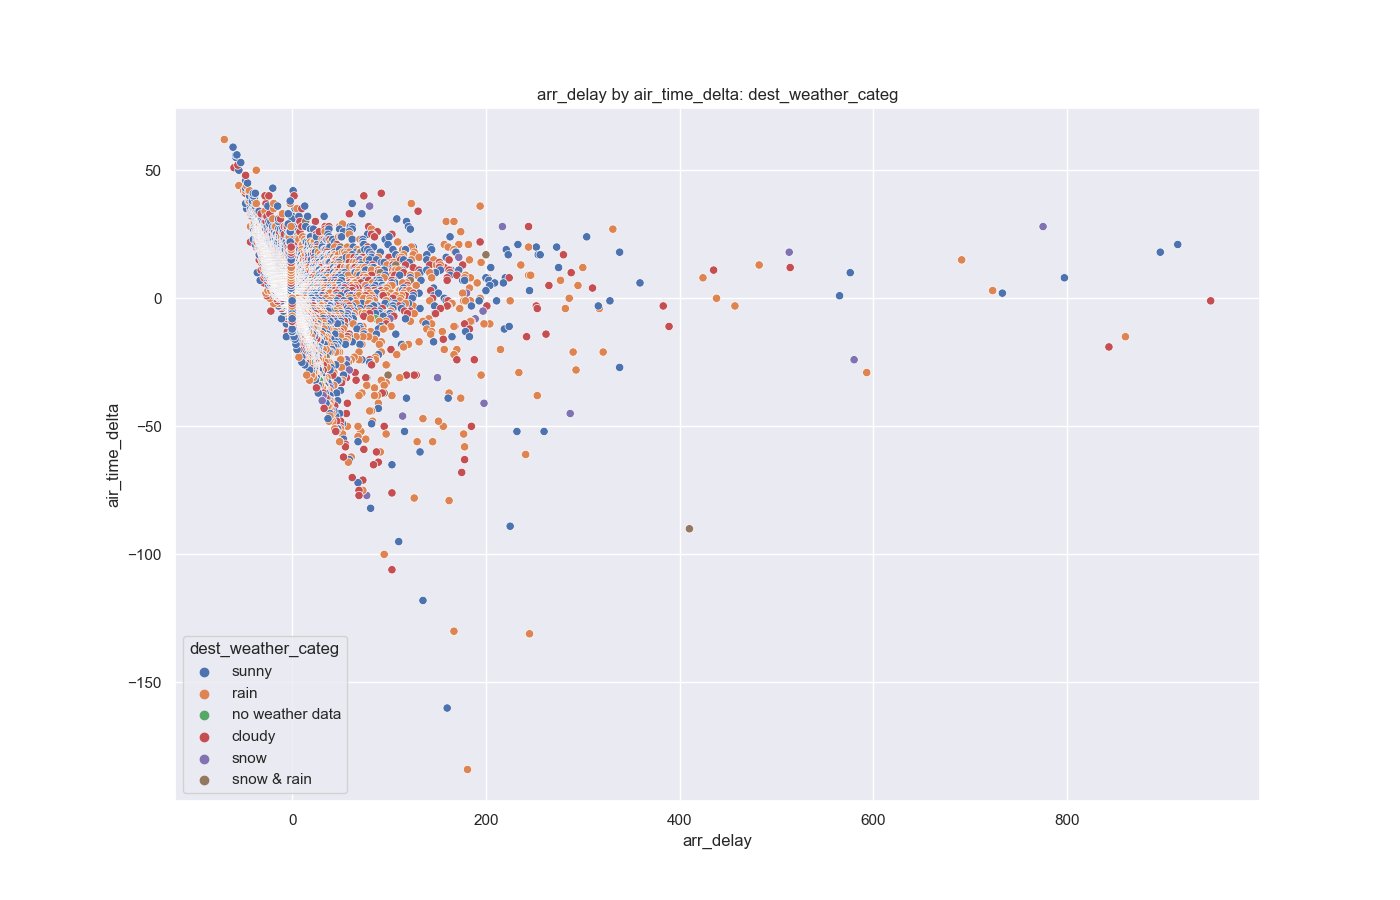 arr_delay by air_time_delta: dest_weather_categ
50
0
−50
−100
−150
air_time_delta
dest_weather_categ
sunny
rain
no weather data
cloudy
snow
snow & rain
0 200 400 600 800
arr_delay